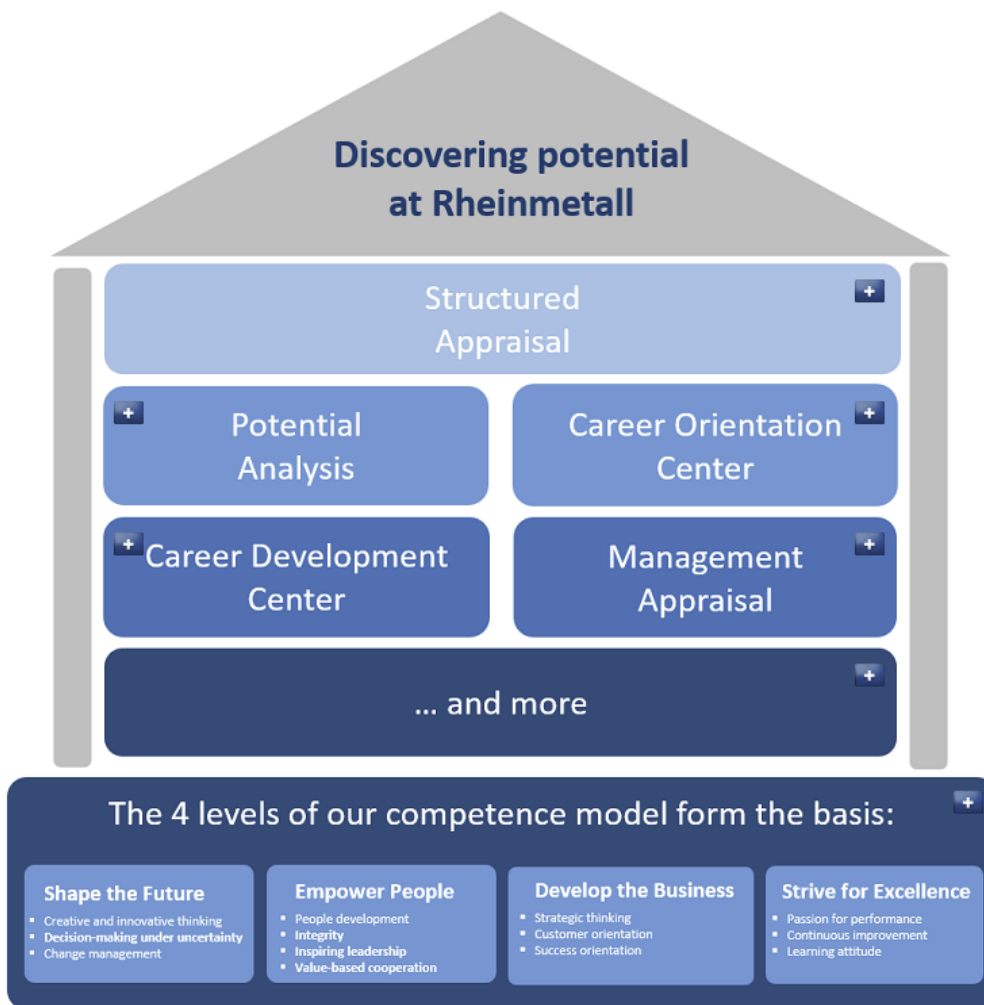 Discovering potential
at Rheinmetall
Structured
Appraisal
+
+
Potential
Analysis
Career Orientation
Center
+
+
Career Development
Center
Management
Appraisal
+
... and more
+
The 4 levels of our competence model form the basis:
+
Shape the Future
▪ Creative and innovative thinking
▪ Decision-making under uncertainty
▪ Change management
Empower People
▪ People development
▪ Integrity
▪ Inspiring leadership
▪ Value-based cooperation
Develop the Business
▪ Strategic thinking
▪ Customer orientation
▪ Success orientation
Strive for Excellence
▪ Passion for performance
▪ Continuous improvement
▪ Learning attitude